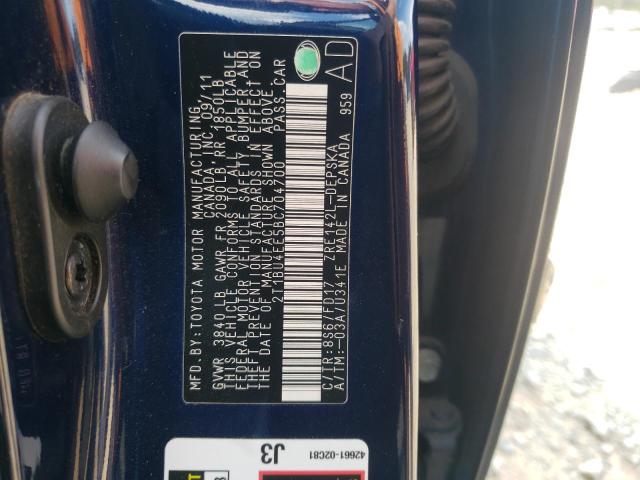 MFD.BY:TOYOTA MOTOR MANUFACTURING,
CANADA, INC. 09/11
GVWR 3840LB GAWR FR 2090LB RR 1850LB
THIS VEHICLE CONFORMS TO ALL APPLICABLE
FEDERAL MOTOR VEHICLE SAFETY, BUMPER AND
THEFT PREVENTION STANDARDS IN EFFECT ON
THE DATE OF MANUFACTURE SHOWN ABOVE.
2T1BU4EE5BC704700 PASS. CAR
C/TR:8S6/FD17 ZRE142L-DEPSKA
A/TM:-03A/U341E MADE IN CANADA 959
AD
J3
42661-02C81